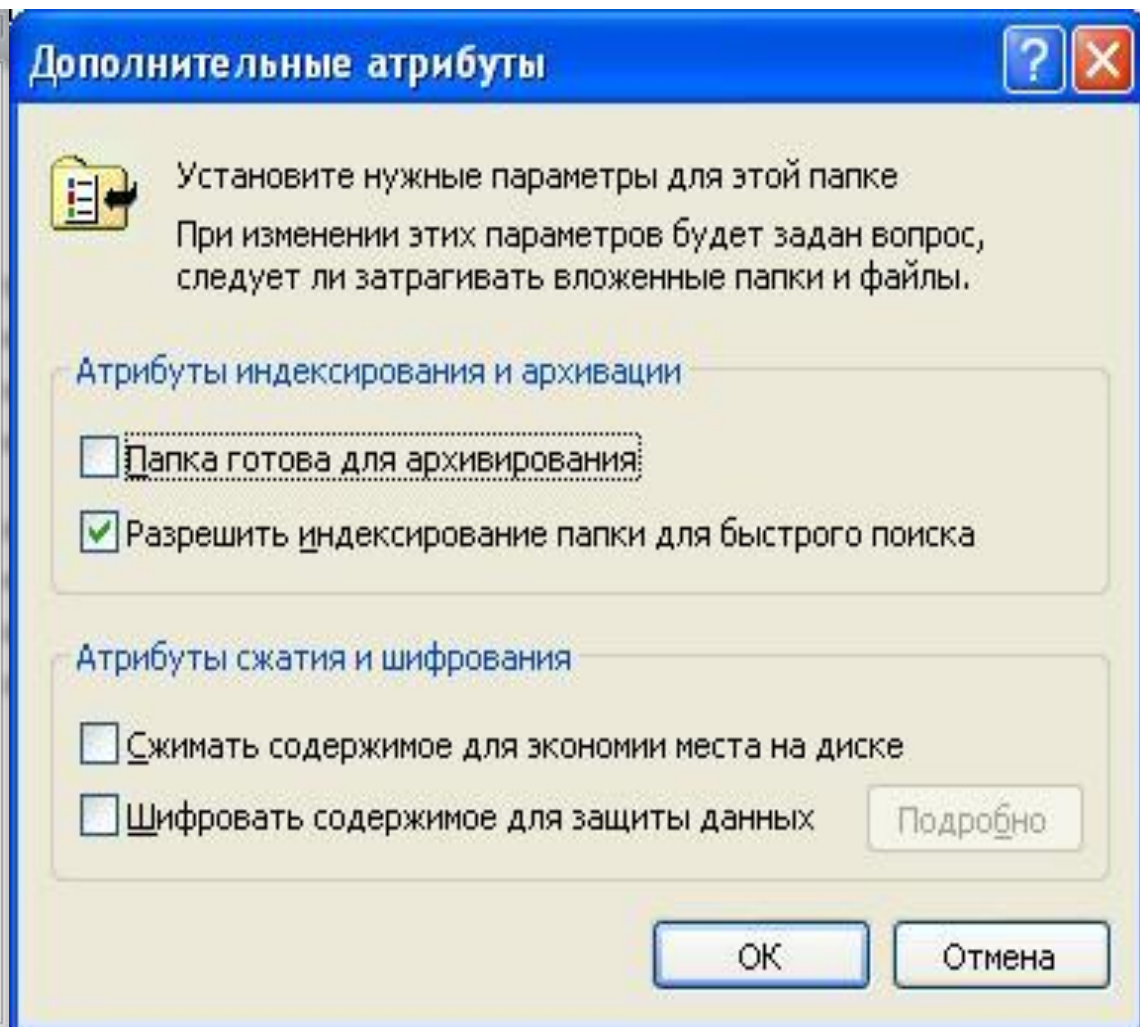 Дополнительные атрибуты
Установите нужные параметры для этой папке
При изменении этих параметров будет задан вопрос,
следует ли затрагивать вложенные папки и файлы.
Атрибуты индексирования и архивации
Папка готова для архивирования
Разрешить индексирование папки для быстрого поиска
Атрибуты сжатия и шифрования
Сжимать содержимое для экономии места на диске
Шифровать содержимое для защиты данных
Подробно
ОК
Отмена